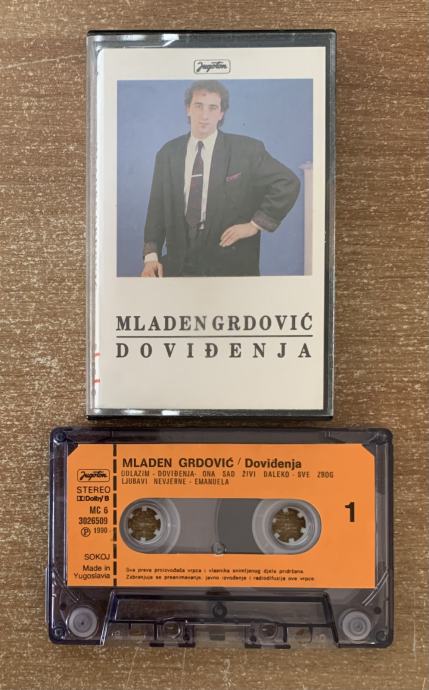 Jugoton
MLADEN GRDOVIĆ
DOVIĐENJA
Jugoton
STEREO
Dolby B
MC 6
3026509
P 1990
SOKOJ
Made in
Yugoslavia
MLADEN GRDOVIĆ / Doviđenja
ODLAZIM - DOVIĐENJA - ONA SAD ŽIVI DALEKO - SVE ZBOG
LJUBAVI NEVJERNE - EMANUELA
1
Sva prava proizvođača vrpce i vlasnika snimljenog djela pridržana.
Zabranjuje se presnimavanje, javno izvođenje i radiodifuzija ove vrpce.